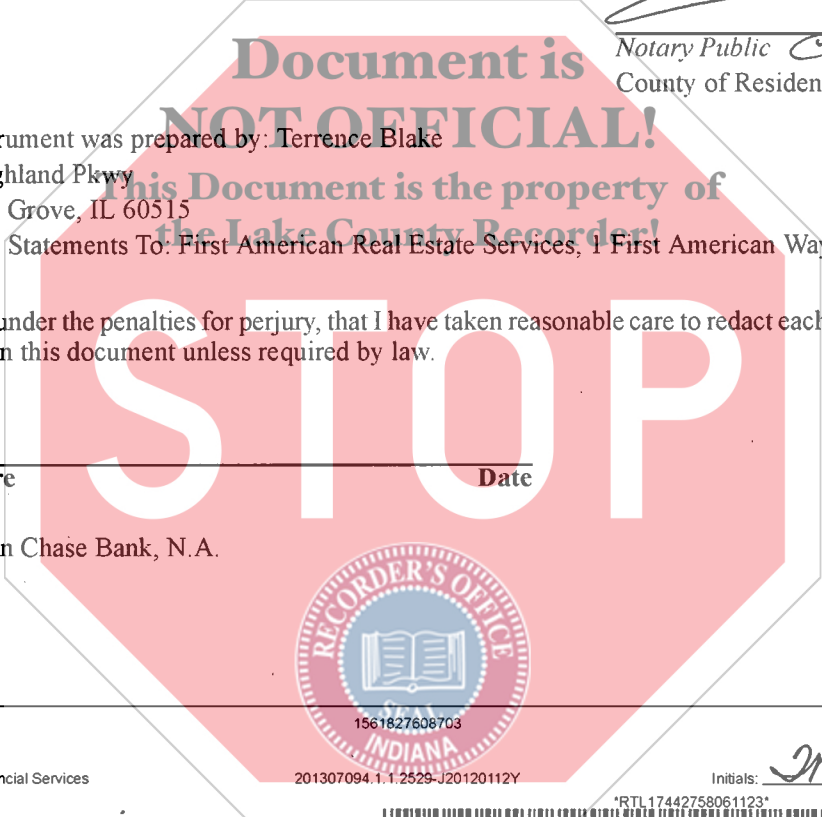 Document is
Notary Public
County of Residen
NOT OFFICIAL!
rument was prepared by: Terrence Blake
ghland Pkwy
This Document is the property of
Grove, IL 60515
the Lake County Recorder!
Statements To: First American Real Estate Services, 1 First American Way
under the penalties for perjury, that I have taken reasonable care to redact each
n this document unless required by law.
STOP
re Date
n Chase Bank, N.A.
RECORDER'S OFFICE
SEAL
INDIANA
1561827608703
ncial Services 201307094.1.1.2529-J20120112Y Initials:
*RTL17442758061123*